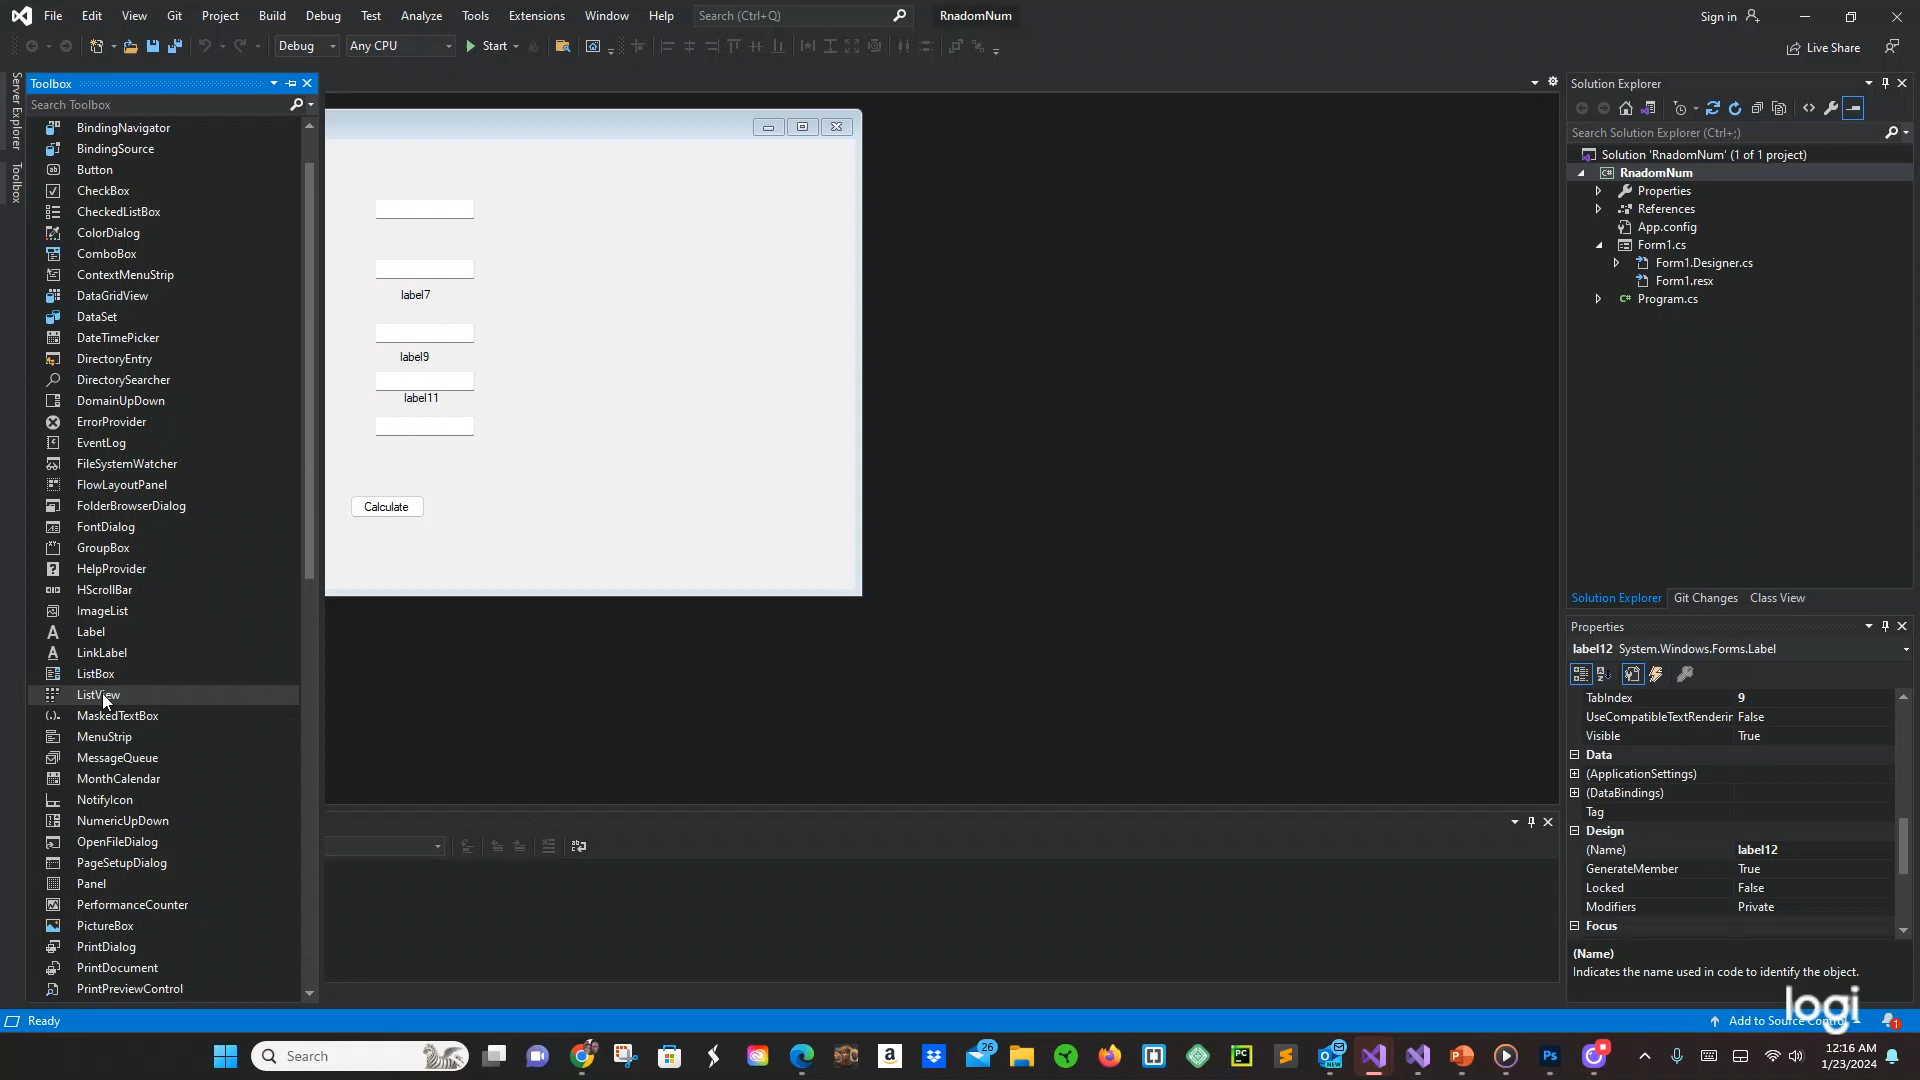 File Edit View Git Project Build Debug Test Analyze Tools Extensions Window Help Search (Ctrl+Q) RnadomNum Sign in
Debug Any CPU Start Live Share
Server Explorer
Toolbox
Toolbox
Search Toolbox
BindingNavigator
BindingSource
Button
CheckBox
CheckedListBox
ColorDialog
ComboBox
ContextMenuStrip
DataGridView
DataSet
DateTimePicker
DirectoryEntry
DirectorySearcher
DomainUpDown
ErrorProvider
EventLog
FileSystemWatcher
FlowLayoutPanel
FolderBrowserDialog
FontDialog
GroupBox
HelpProvider
HScrollBar
ImageList
Label
LinkLabel
ListBox
ListView
MaskedTextBox
MenuStrip
MessageQueue
MonthCalendar
NotifyIcon
NumericUpDown
OpenFileDialog
PageSetupDialog
Panel
PerformanceCounter
PictureBox
PrintDialog
PrintDocument
PrintPreviewControl
label7
label9
label11
Calculate
Solution Explorer
Search Solution Explorer (Ctrl+;)
Solution 'RnadomNum' (1 of 1 project)
RnadomNum
Properties
References
App.config
Form1.cs
Form1.Designer.cs
Form1.resx
Program.cs
Solution Explorer Git Changes Class View
Properties
label12 System.Windows.Forms.Label
TabIndex 9
UseCompatibleTextRenderin False
Visible True
Data
(ApplicationSettings)
(DataBindings)
Tag
Design
(Name) label12
GenerateMember True
Locked False
Modifiers Private
Focus
(Name)
Indicates the name used in code to identify the object.
logi
Ready Add to Source Control 1
Search 26 12:16 AM
1/23/2024